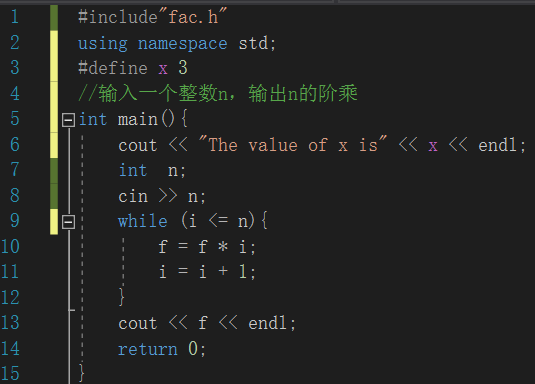 1 #include"fac.h"
2 using namespace std;
3 #define x 3
4 //输入一个整数n，输出n的阶乘
5 int main(){
6 cout << "The value of x is" << x << endl;
7 int  n;
8 cin >> n;
9 while (i <= n){
10 f = f * i;
11 i = i + 1;
12 }
13 cout << f << endl;
14 return 0;
15 }